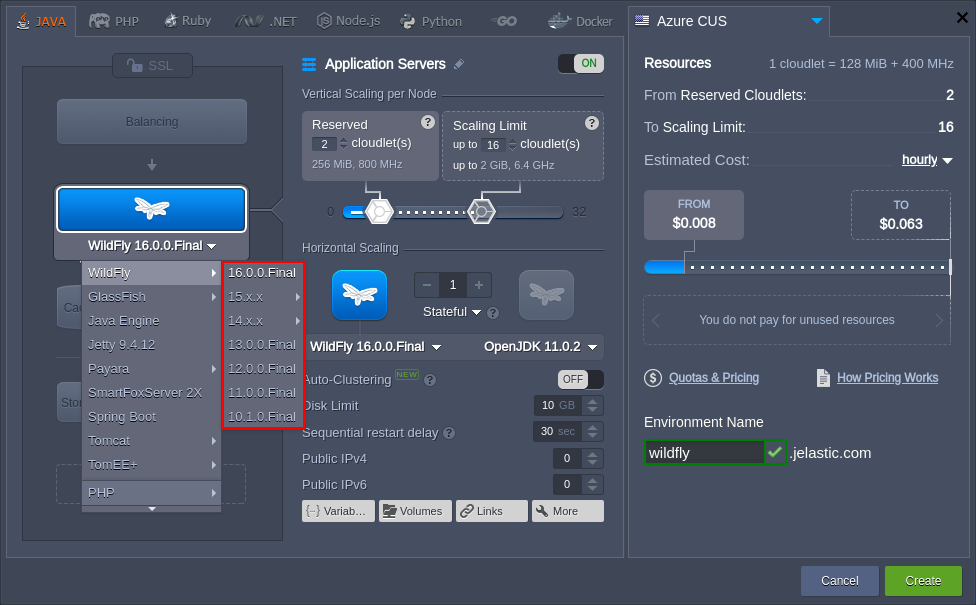 JAVA
PHP
Ruby
.NET
Node.js
Python
GO
Docker
Azure CUS
SSL
Balancing
WildFly 16.0.0.Final
WildFly
GlassFish
Java Engine
Jetty 9.4.12
Payara
SmartFoxServer 2X
Spring Boot
Tomcat
TomEE+
PHP
16.0.0.Final
15.x.x
14.x.x
13.0.0.Final
12.0.0.Final
11.0.0.Final
10.1.0.Final
Application Servers
ON
Vertical Scaling per Node
Reserved ?
2 cloudlet(s)
256 MiB, 800 MHz
Scaling Limit ?
up to 16 cloudlet(s)
up to 2 GiB, 6.4 GHz
0
32
Horizontal Scaling
1
Stateful ?
WildFly 16.0.0.Final
OpenJDK 11.0.2
Auto-Clustering NEW ?
OFF
Disk Limit
10 GB
Sequential restart delay ?
30 sec
Public IPv4
0
Public IPv6
0
Variab...
Volumes
Links
More
Resources
1 cloudlet = 128 MiB + 400 MHz
From Reserved Cloudlets: 2
To Scaling Limit: 16
Estimated Cost: hourly
FROM
$0.008
TO
$0.063
You do not pay for unused resources
$ Quotas & Pricing
How Pricing Works
Environment Name
wildfly .jelastic.com
Cancel
Create